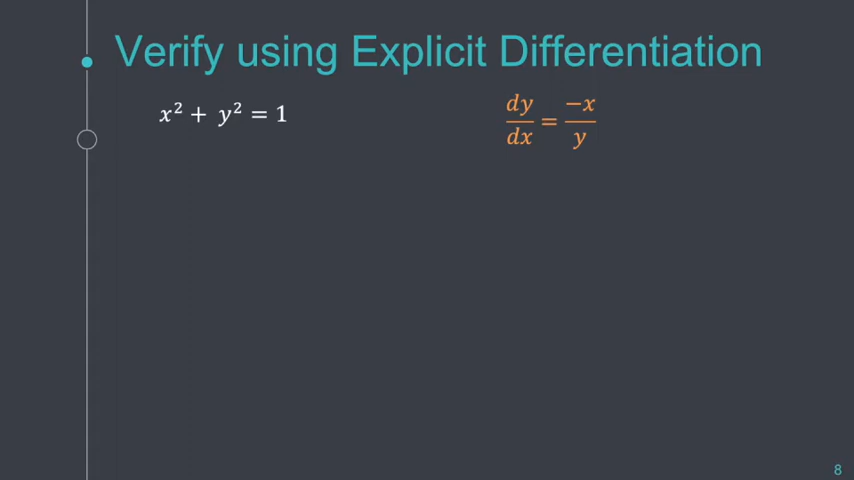 Verify using Explicit Differentiation
x² + y² = 1
dy/dx = -x/y
8